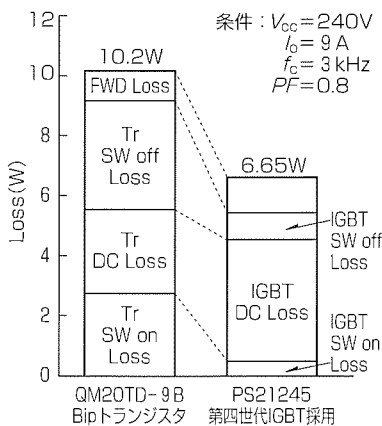 条件：Vcc＝240V
Io＝9A
fc＝3kHz
PF＝0.8
Loss(W)
12
10
8
6
4
2
0
10.2W
FWD Loss
Tr
SW off
Loss
Tr
DC Loss
Tr
SW on
Loss
6.65W
IGBT
SW off
Loss
IGBT
DC Loss
IGBT
SW on
Loss
QM20TD-9B
Bipトランジスタ
PS21245
第四世代IGBT採用